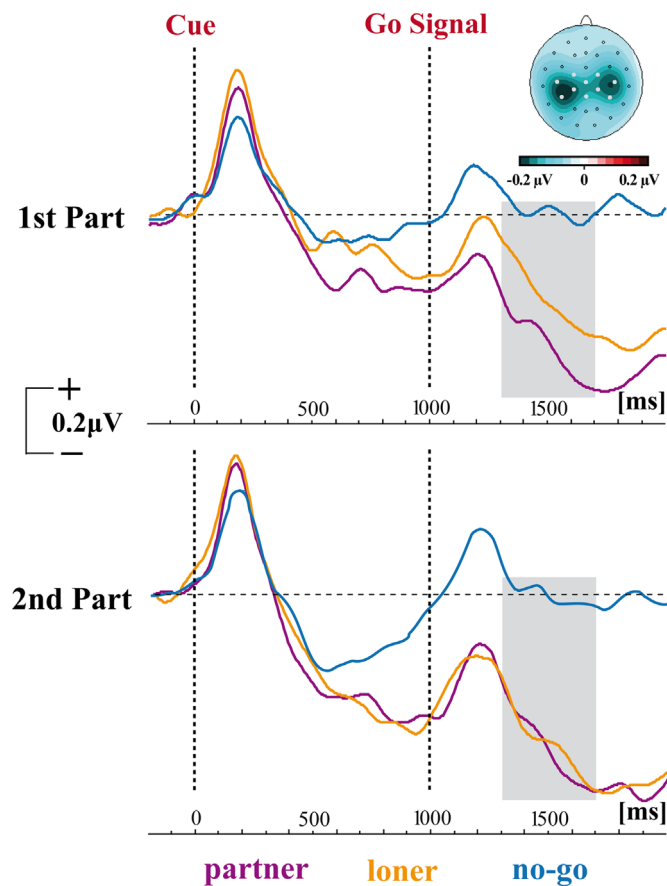 Cue
Go Signal
-0.2 μV 0 0.2 μV
1st Part
+
0.2μV
−
0 500 1000 1500 [ms]
2nd Part
0 500 1000 1500 [ms]
partner loner no-go